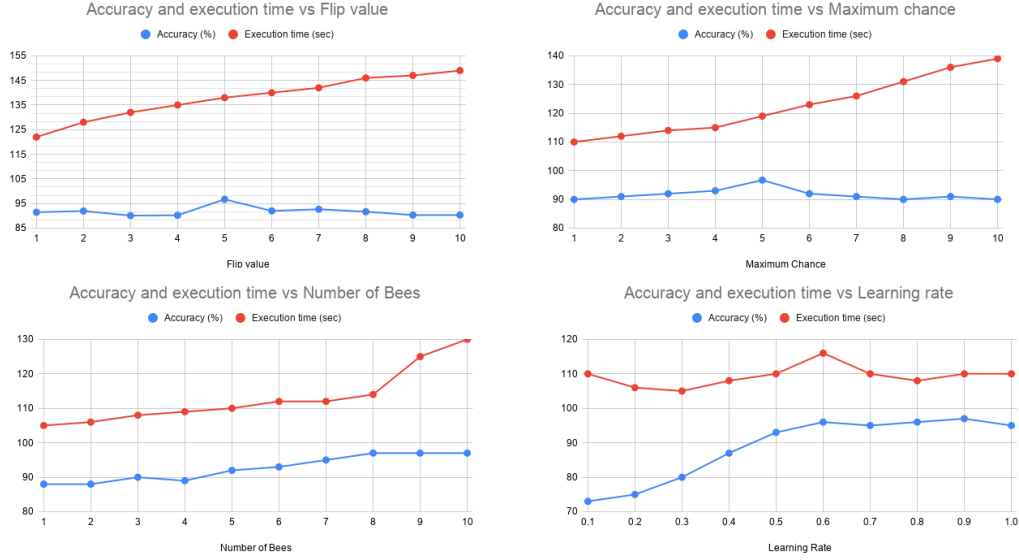 Accuracy and execution time vs Flip value
Accuracy (%) Execution time (sec)
155
145
135
125
115
105
95
85
1 2 3 4 5 6 7 8 9 10
Flip value
Accuracy and execution time vs Maximum chance
Accuracy (%) Execution time (sec)
140
130
120
110
100
90
80
1 2 3 4 5 6 7 8 9 10
Maximum Chance
Accuracy and execution time vs Number of Bees
Accuracy (%) Execution time (sec)
130
120
110
100
90
80
1 2 3 4 5 6 7 8 9 10
Number of Bees
Accuracy and execution time vs Learning rate
Accuracy (%) Execution time (sec)
120
110
100
90
80
70
0.1 0.2 0.3 0.4 0.5 0.6 0.7 0.8 0.9 1.0
Learning Rate